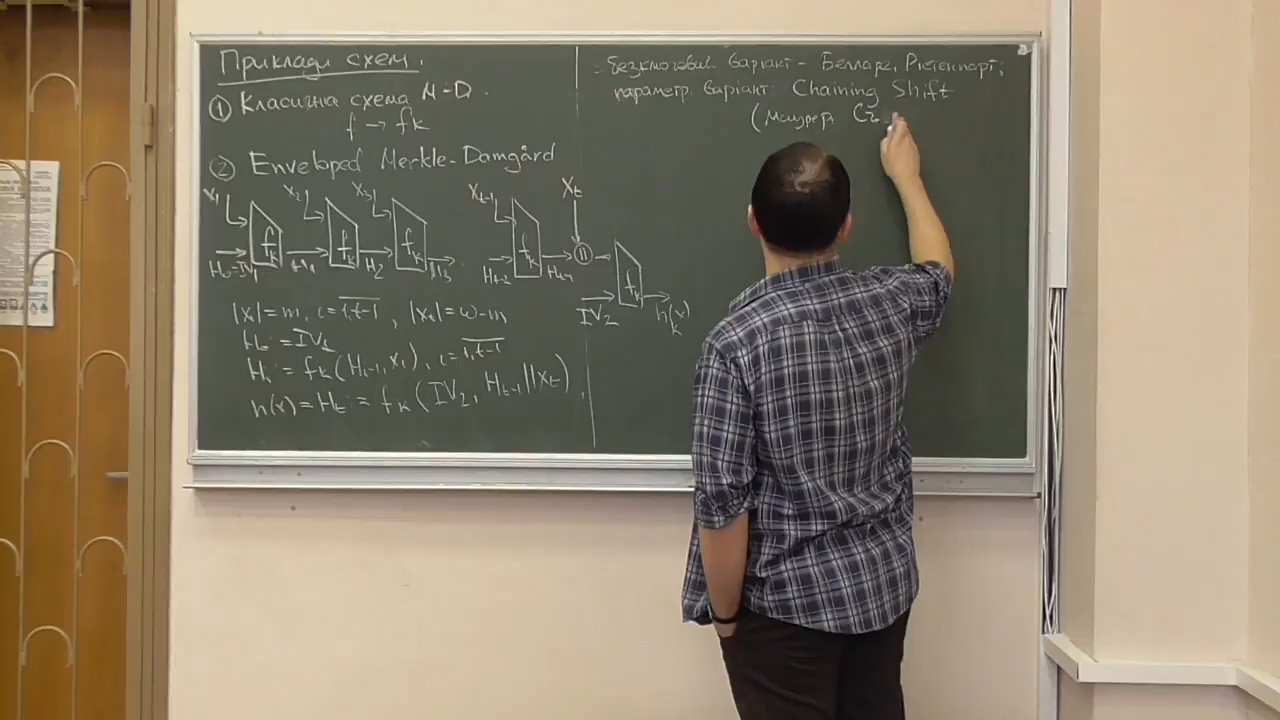 Приклади схем.
① Класична схема M-D.
f → fk
② Enveloped Merkle-Damgård
X1 X2 X3 Xt-1 Xt
fk fk fk fk || fk
H0=IV1 H1 H2 H3 Ht-2 Ht-1 IV2 hk(x)
|xi|=m, i=1,t-1, |xt|=w-m
H0 = IV1
Hi = fk(Hi-1, xi), i=1,t-1
h(x) = Ht = fk(IV2, Ht-1||xt).
безключовий варіант - Белларе, Рістенпарт;
параметр. варіант: Chaining Shift
(Маурер,